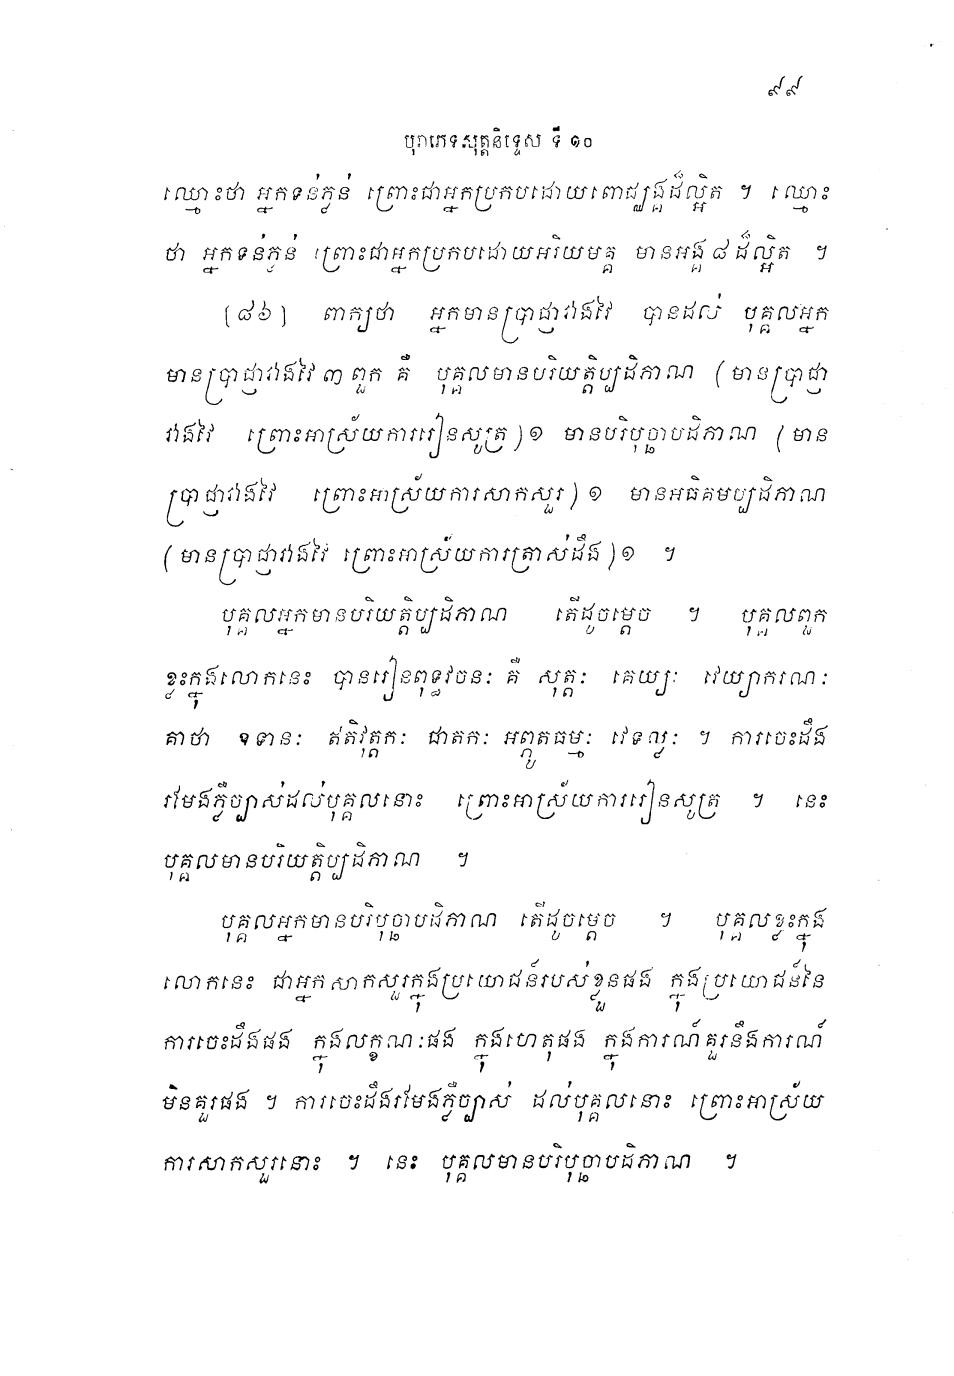 ៩៩
បុរាភេទសុត្តនិទ្ទេស ទី ១០
ឈ្មោះថា អ្នកទន់ភ្លន់ ព្រោះជាអ្នកប្រកបដោយពោជ្ឈង្គដ៏ល្អិត ។ ឈ្មោះ
ថា អ្នកទន់ភ្លន់ ព្រោះជាអ្នកប្រកបដោយអរិយមគ្គ មានអង្គ ៨ ដ៏ល្អិត ។
[៨៦] ពាក្យថា អ្នកមានប្រាជ្ញាវាងវៃ បានដល់ បុគ្គលអ្នក
មានប្រាជ្ញាវាងវៃ ៣ ពួក គឺ បុគ្គលមានបរិយត្តិប្បដិភាណ (មានប្រាជ្ញា
វាងវៃ ព្រោះអាស្រ័យការរៀនសូត្រ) ១ មានបរិបុច្ឆាបដិភាណ (មាន
ប្រាជ្ញាវាងវៃ ព្រោះអាស្រ័យការសាកសួរ) ១ មានអធិគមប្បដិភាណ
(មានប្រាជ្ញាវាងវៃ ព្រោះអាស្រ័យការត្រាស់ដឹង) ១ ។
បុគ្គលអ្នកមានបរិយត្តិប្បដិភាណ តើដូចម្តេច ។ បុគ្គលពួក
ខ្លះក្នុងលោកនេះ បានរៀនពុទ្ធវចនៈ គឺ សុត្តៈ គេយ្យៈ វេយ្យាករណៈ
គាថា ឧទានៈ ឥតិវុត្តកៈ ជាតកៈ អព្ភូតធម្មៈ វេទល្លៈ ។ ការចេះដឹង
រមែងភ្លឺច្បាស់ដល់បុគ្គលនោះ ព្រោះអាស្រ័យការរៀនសូត្រ ។ នេះ
បុគ្គលមានបរិយត្តិប្បដិភាណ ។
បុគ្គលអ្នកមានបរិបុច្ឆាបដិភាណ តើដូចម្តេច ។ បុគ្គលខ្លះក្នុង
លោកនេះ ជាអ្នកសាកសួរក្នុងប្រយោជន៍របស់ខ្លួនផង ក្នុងប្រយោជន៍នៃ
ការចេះដឹងផង ក្នុងលក្ខណៈផង ក្នុងហេតុផង ក្នុងការណ៍គួរនឹងការណ៍
មិនគួរផង ។ ការចេះដឹងរមែងភ្លឺច្បាស់ ដល់បុគ្គលនោះ ព្រោះអាស្រ័យ
ការសាកសួរនោះ ។ នេះ បុគ្គលមានបរិបុច្ឆាបដិភាណ ។